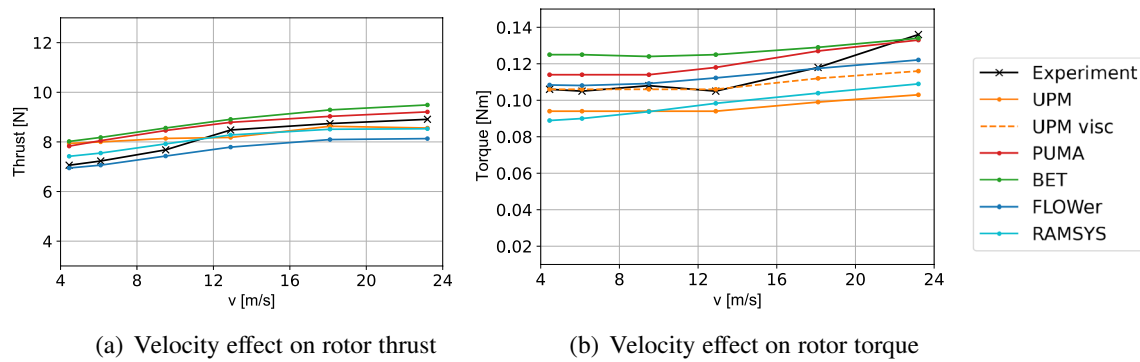 12
10
8
6
4
Thrust [N]
4 8 12 16 20 24
v [m/s]
(a) Velocity effect on rotor thrust
0.14
0.12
0.10
0.08
0.06
0.04
0.02
Torque [Nm]
4 8 12 16 20 24
v [m/s]
(b) Velocity effect on rotor torque
Experiment
UPM
UPM visc
PUMA
BET
FLOWer
RAMSYS